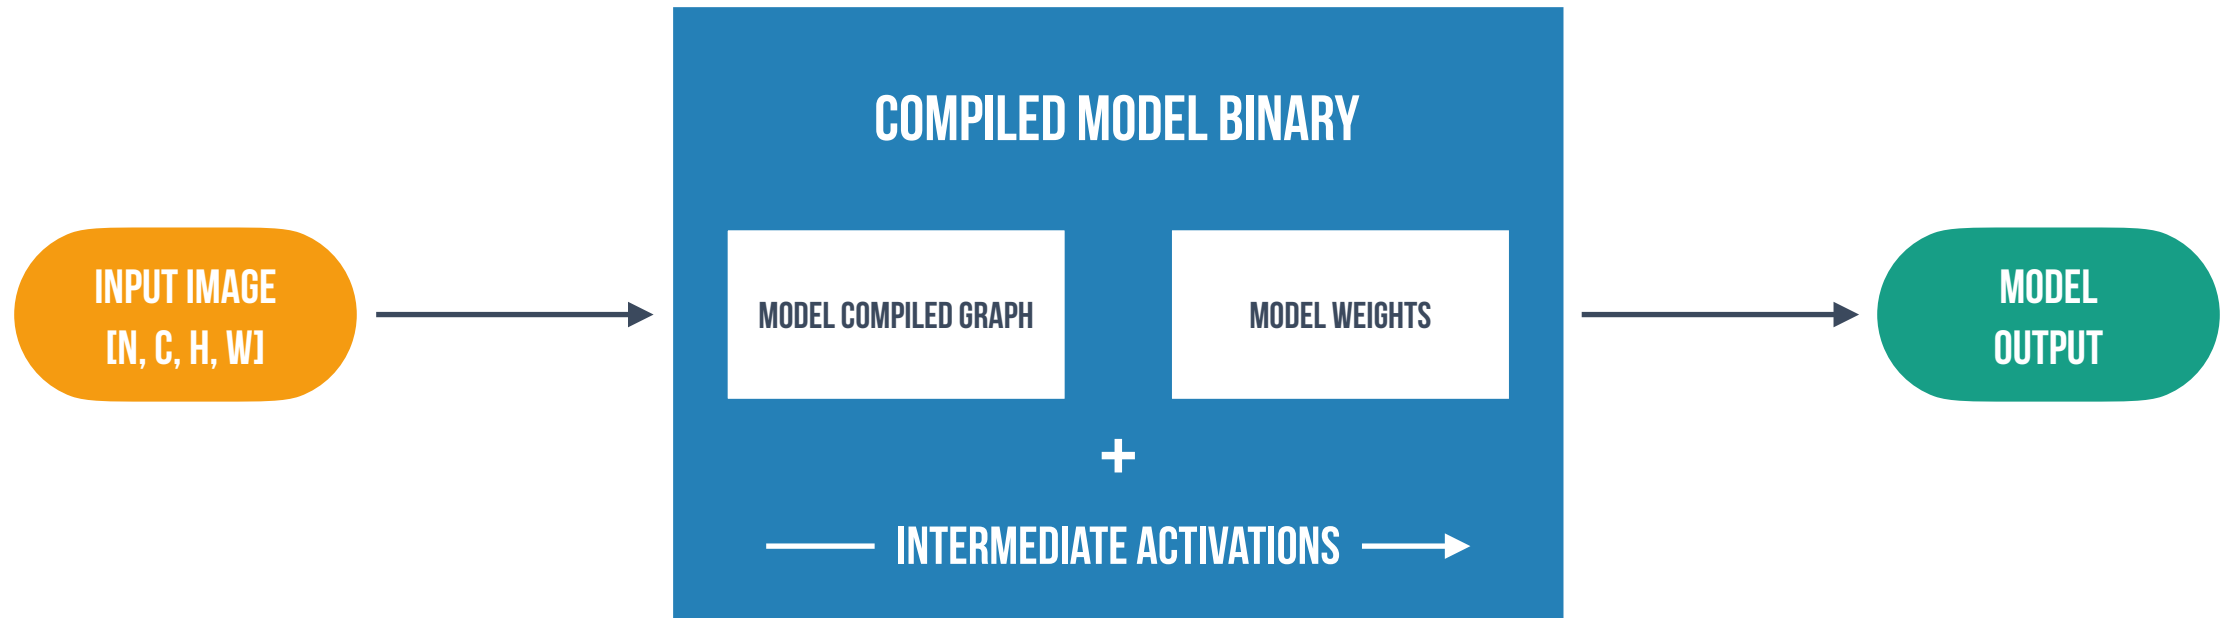 COMPILED MODEL BINARY
INPUT IMAGE
[N, C, H, W]
MODEL COMPILED GRAPH
MODEL WEIGHTS
+
INTERMEDIATE ACTIVATIONS
MODEL
OUTPUT